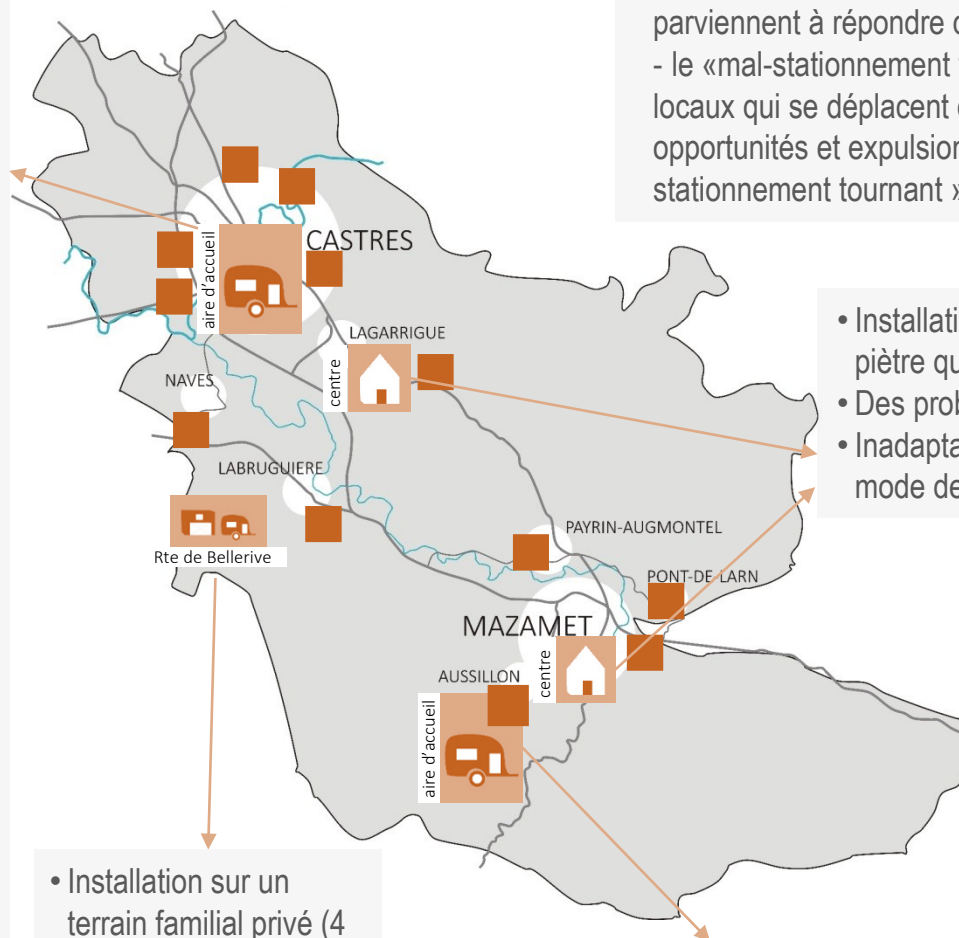 parviennent à répondre
- le «mal-stationnement
locaux qui se déplacent
opportunités et expulsion
stationnement tournant »
CASTRES
aire d'accueil
LAGARRIGUE
centre
• Installati
piètre qu
• Des prob
• Inadapta
mode de
NAVES
LABRUGUIERE
Rte de Bellerive
PAYRIN-AUGMONTEL
PONT-DE LARN
MAZAMET
centre
AUSSILLON
aire d'accueil
• Installation sur un
terrain familial privé (4